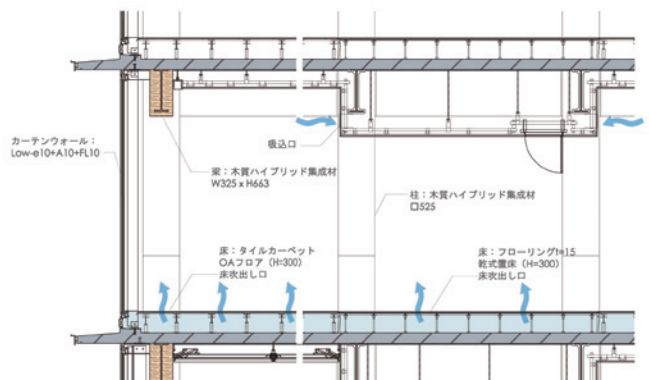 吸込口
カーテンウォール：
Low-e10+A10+FL10
梁：木質ハイブリッド集成材
W325 x H663
柱：木質ハイブリッド集成材
□525
床：タイルカーペット
OAフロア（H=300）
床吹出し口
床：フローリングt=15
乾式置床（H=300）
床吹出し口